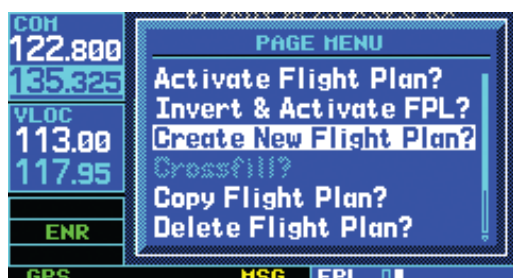 COM
122.800
135.325
VLOC
113.00
117.95
ENR
GPS
PAGE MENU
Activate Flight Plan?
Invert & Activate FPL?
Create New Flight Plan?
Crossfill?
Copy Flight Plan?
Delete Flight Plan?
MSG
FPL